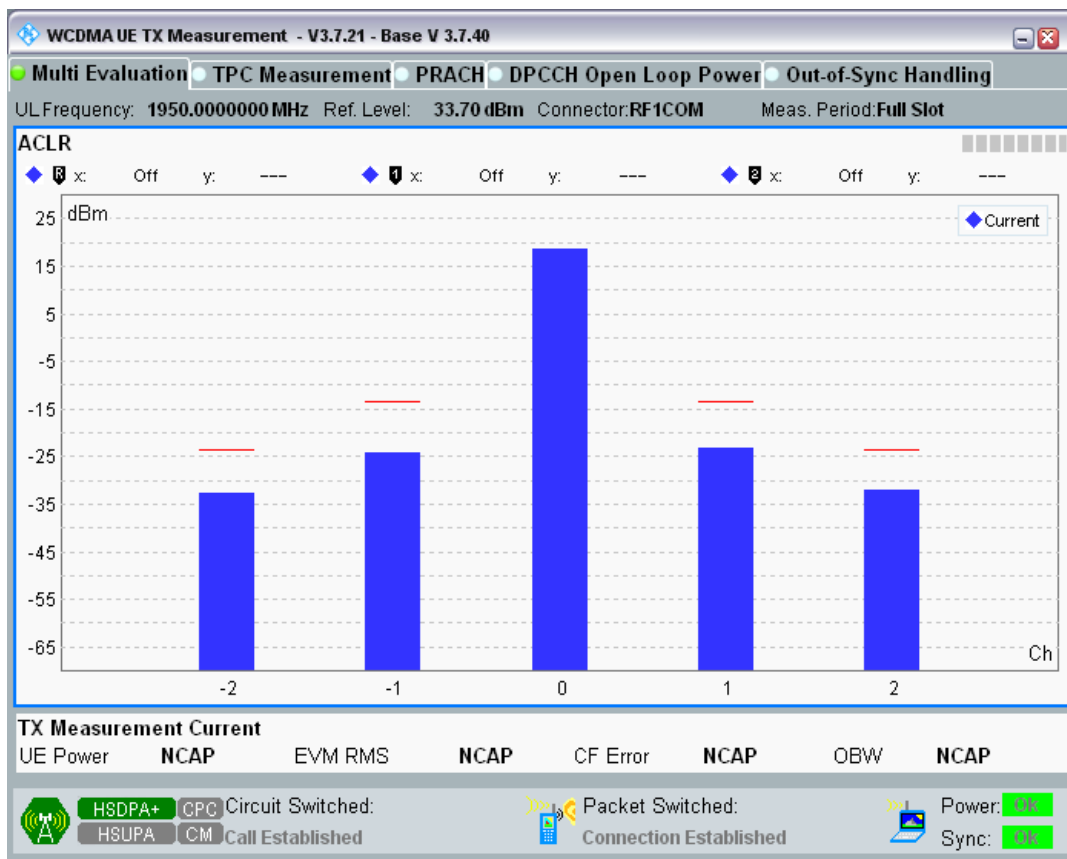 WCDMA UE TX Measurement - V3.7.21 - Base V 3.7.40
Multi Evaluation TPC Measurement PRACH DPCCH Open Loop Power Out-of-Sync Handling
UL Frequency: 1950.0000000 MHz Ref. Level: 33.70 dBm Connector:RF1COM Meas. Period:Full Slot
ACLR
R x: Off y: --- 1 x: Off y: --- 2 x: Off y: ---
dBm
Current
25
15
5
-5
-15
-25
-35
-45
-55
-65
Ch
-2 -1 0 1 2
TX Measurement Current
UE Power NCAP EVM RMS NCAP CF Error NCAP OBW NCAP
HSDPA+ CPC Circuit Switched: Packet Switched: Power: OK
HSUPA CM Call Established Connection Established Sync: OK